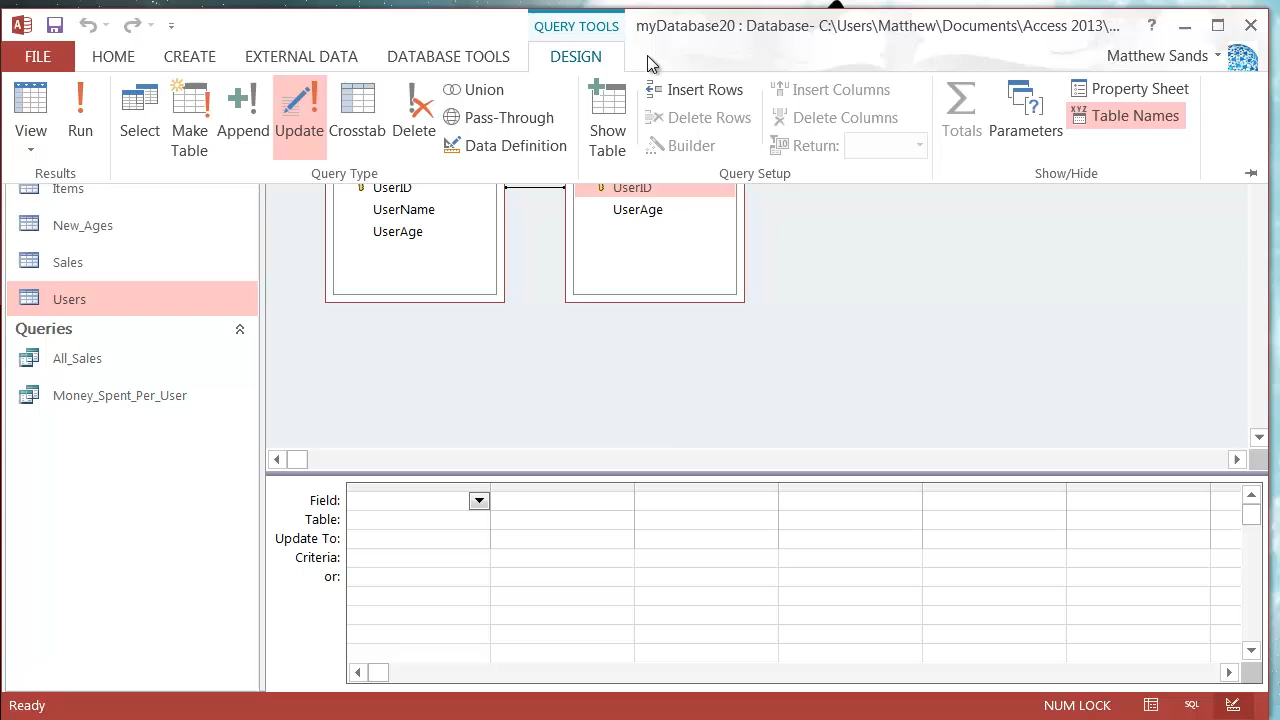 QUERY TOOLS
myDatabase20 : Database- C:\Users\Matthew\Documents\Access 2013\...
?
FILE
HOME
CREATE
EXTERNAL DATA
DATABASE TOOLS
DESIGN
Matthew Sands
View
Run
Select
Make Table
Append
Update
Crosstab
Delete
Union
Pass-Through
Data Definition
Show Table
Insert Rows
Delete Rows
Builder
Insert Columns
Delete Columns
Return:
Totals
Parameters
Property Sheet
XYZ Table Names
Results
Query Type
Query Setup
Show/Hide
Items
New_Ages
Sales
Users
Queries
All_Sales
Money_Spent_Per_User
UserID
UserName
UserAge
UserID
UserAge
Field:
Table:
Update To:
Criteria:
or:
Ready
NUM LOCK
SQL